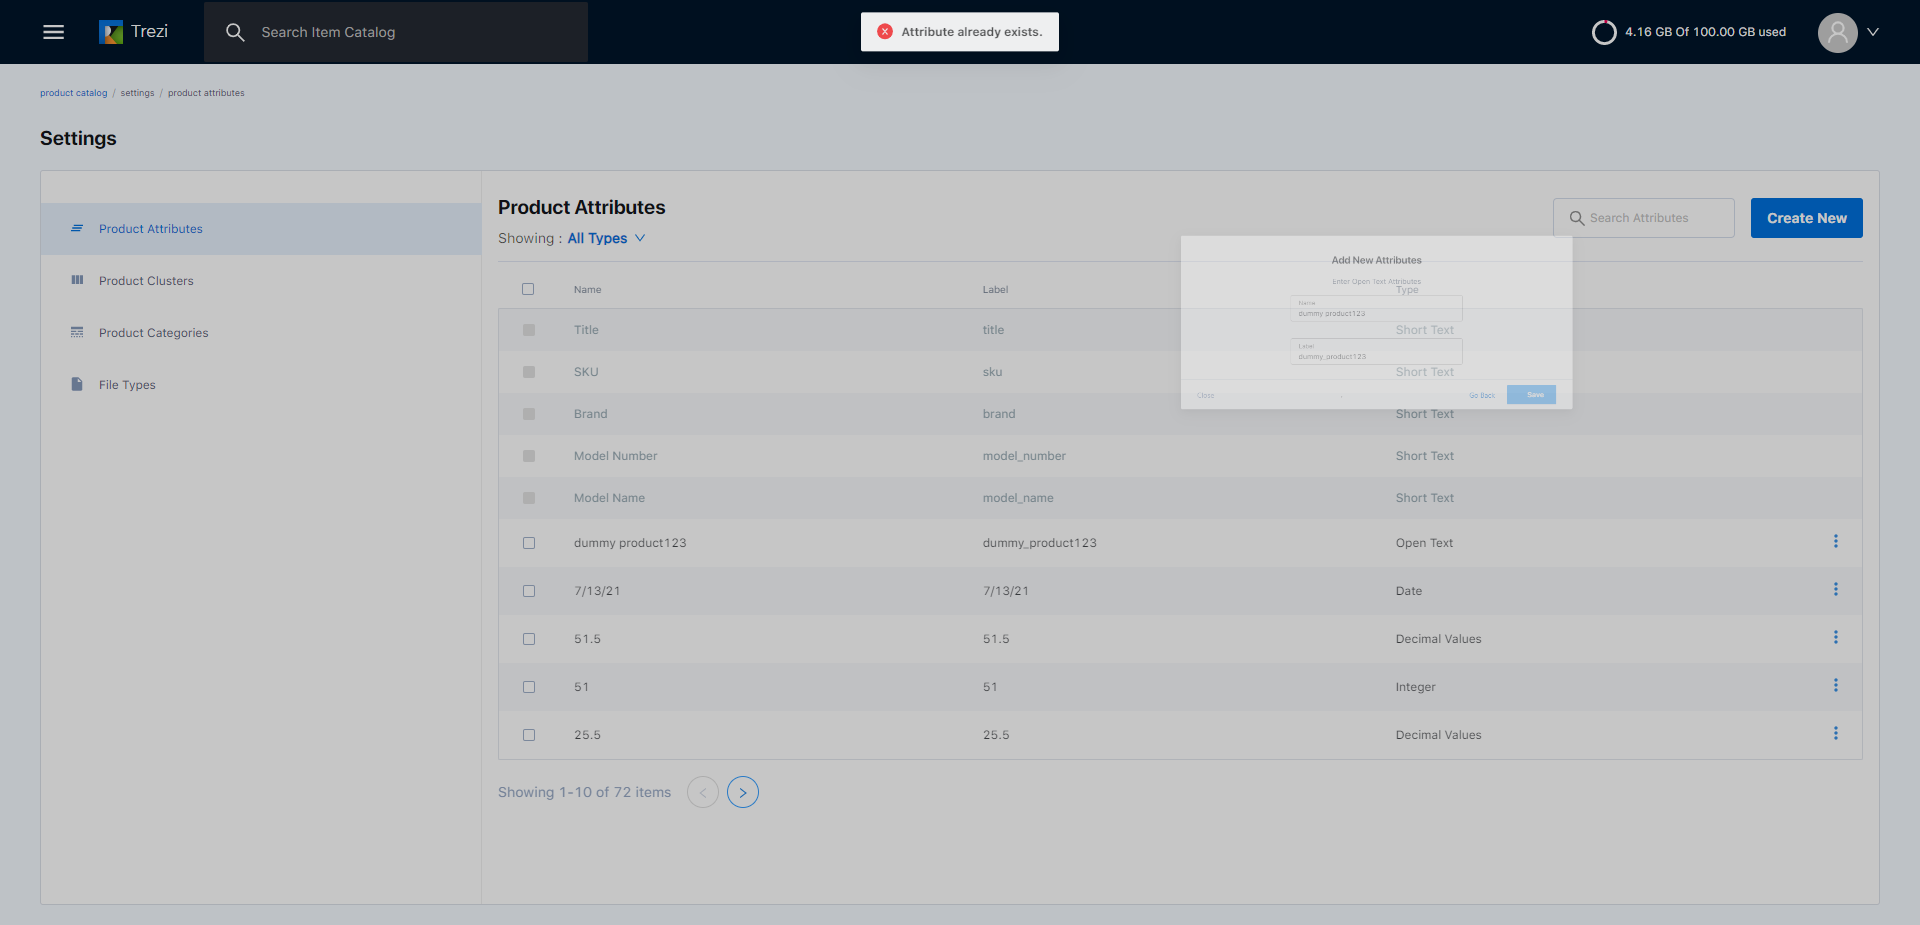 Trezi
Search Item Catalog
Attribute already exists.
4.16 GB Of 100.00 GB used
product catalog / settings / product attributes
Settings
Product Attributes
Product Clusters
Product Categories
File Types
Product Attributes
Showing : All Types
Search Attributes
Create New
Add New Attributes
Enter Open Text Attributes
Name
dummy product123
Label
dummy_product123
Close
Go Back
Save
Name Label Type
Title title Short Text
SKU sku Short Text
Brand brand Short Text
Model Number model_number Short Text
Model Name model_name Short Text
dummy product123 dummy_product123 Open Text
7/13/21 7/13/21 Date
51.5 51.5 Decimal Values
51 51 Integer
25.5 25.5 Decimal Values
Showing 1-10 of 72 items